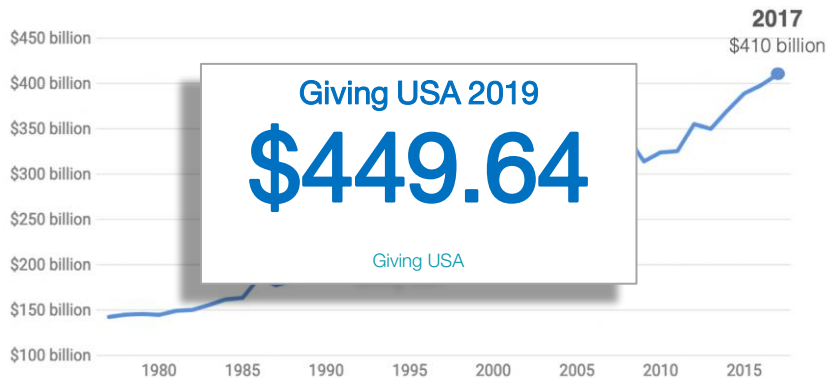 2017
$410 billion
$450 billion
$400 billion
$350 billion
$300 billion
$250 billion
$200 billion
$150 billion
$100 billion
Giving USA 2019
$449.64
Giving USA
1980 1985 1990 1995 2000 2005 2010 2015